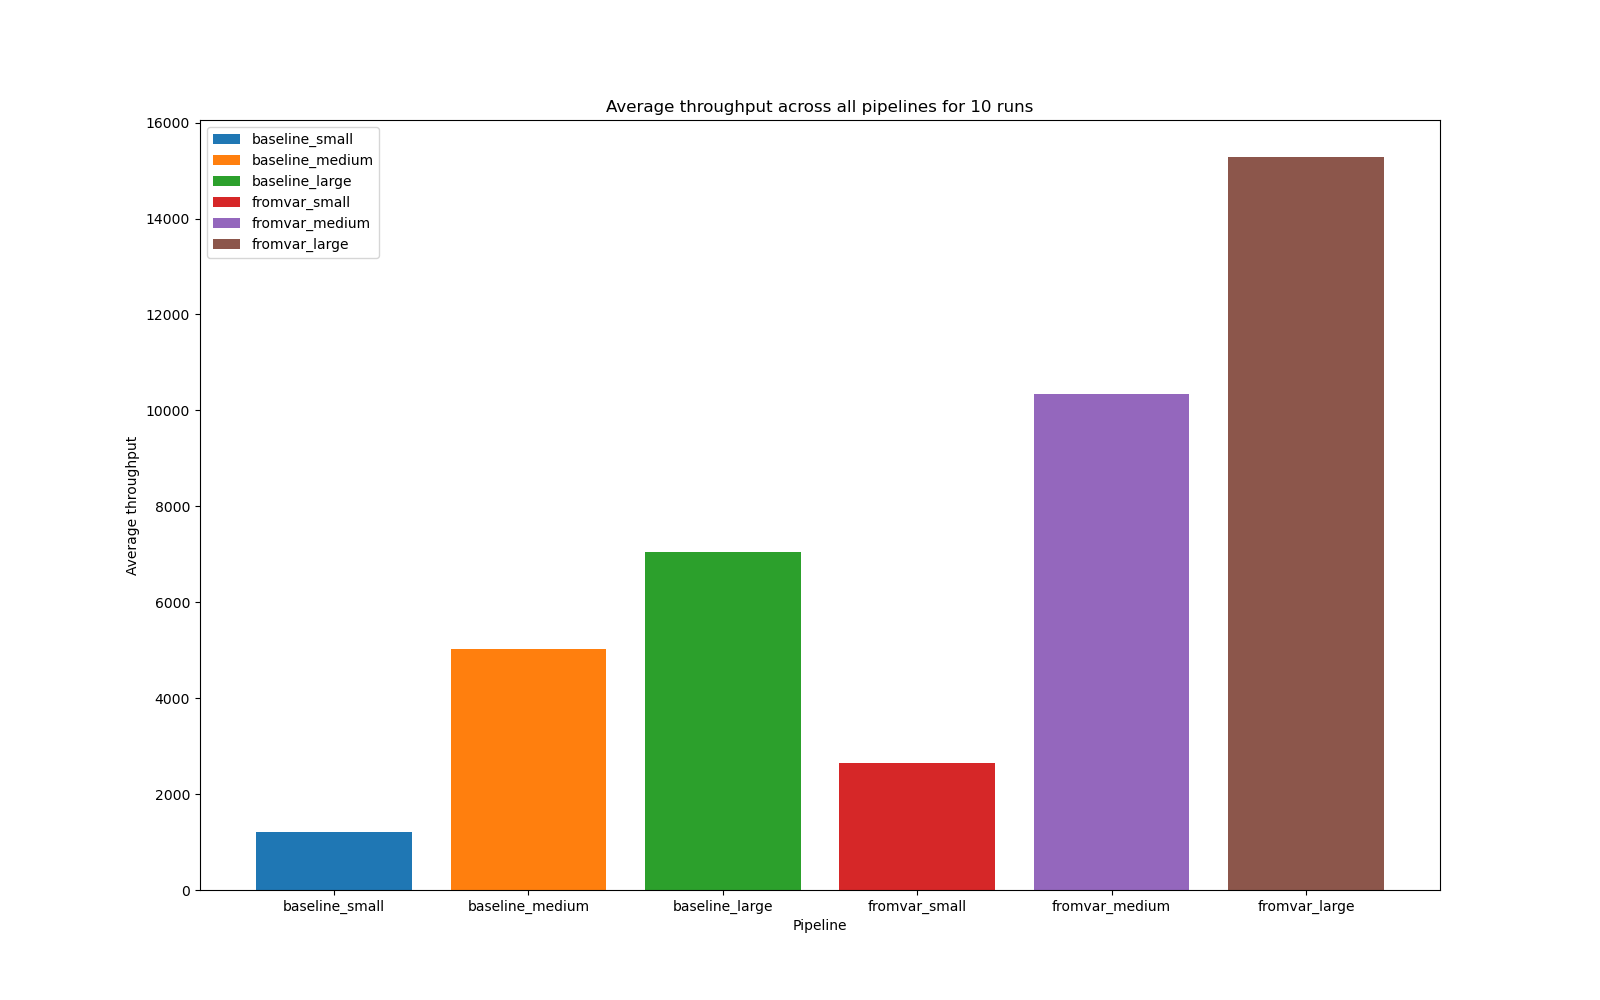 Average throughput across all pipelines for 10 runs
16000
14000
12000
10000
8000
6000
4000
2000
0
Average throughput
baseline_small
baseline_medium
baseline_large
fromvar_small
fromvar_medium
fromvar_large
baseline_small baseline_medium baseline_large fromvar_small fromvar_medium fromvar_large
Pipeline